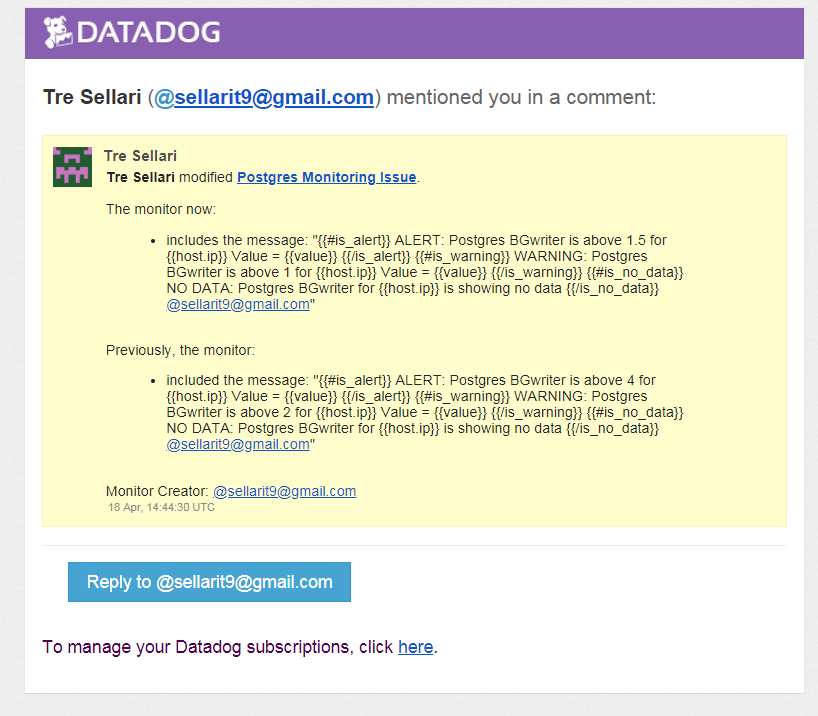 DATADOG
Tre Sellari (@sellarit9@gmail.com) mentioned you in a comment:
Tre Sellari
Tre Sellari modified Postgres Monitoring Issue.
The monitor now:
• includes the message: "{{#is_alert}} ALERT: Postgres BGwriter is above 1.5 for
{{host.ip}} Value = {{value}} {{/is_alert}} {{#is_warning}} WARNING: Postgres
BGwriter is above 1 for {{host.ip}} Value = {{value}} {{/is_warning}} {{#is_no_data}}
NO DATA: Postgres BGwriter for {{host.ip}} is showing no data {{/is_no_data}}
@sellarit9@gmail.com"
Previously, the monitor:
• included the message: "{{#is_alert}} ALERT: Postgres BGwriter is above 4 for
{{host.ip}} Value = {{value}} {{/is_alert}} {{#is_warning}} WARNING: Postgres
BGwriter is above 2 for {{host.ip}} Value = {{value}} {{/is_warning}} {{#is_no_data}}
NO DATA: Postgres BGwriter for {{host.ip}} is showing no data {{/is_no_data}}
@sellarit9@gmail.com"
Monitor Creator: @sellarit9@gmail.com
18 Apr, 14:44:30 UTC
Reply to @sellarit9@gmail.com
To manage your Datadog subscriptions, click here.